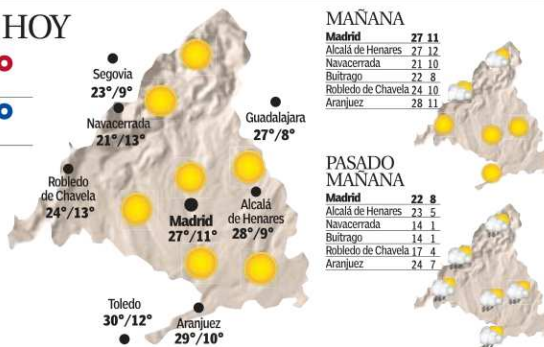 HOY
Segovia
23°/9°
Navacerrada
21°/13°
Guadalajara
27°/8°
Robledo
de Chavela
24°/13°
Madrid
27°/11°
Alcalá
de Henares
28°/9°
Toledo
30°/12°
Aranjuez
29°/10°
MAÑANA
Madrid 27 11
Alcalá de Henares 27 12
Navacerrada 21 10
Buitrago 22 8
Robledo de Chavela 24 10
Aranjuez 28 11
PASADO
MAÑANA
Madrid 22 8
Alcalá de Henares 23 5
Navacerrada 14 1
Buitrago 14 1
Robledo de Chavela 17 4
Aranjuez 24 7